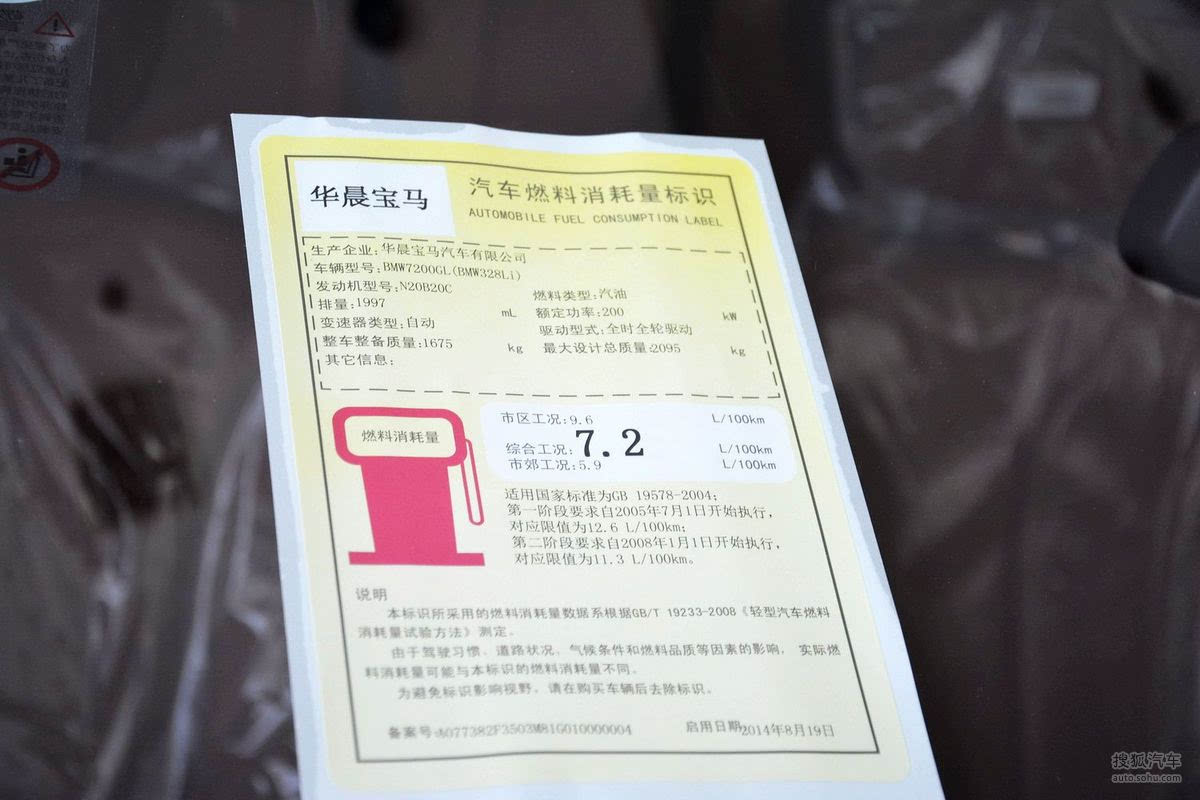 华晨宝马
汽车燃料消耗量标识
AUTOMOBILE FUEL CONSUMPTION LABEL
生产企业:华晨宝马汽车有限公司
车辆型号:BMW7200GL(BMW328Li)
发动机型号:N20B20C
燃料类型:汽油
排量:1997 mL
额定功率:200 kW
变速器类型:自动
驱动型式:全时全轮驱动
整车整备质量:1675 kg
最大设计总质量:2095 kg
其它信息:
燃料消耗量
市区工况:9.6 L/100km
综合工况:7.2 L/100km
市郊工况:5.9 L/100km
适用国家标准为GB 19578-2004;
第一阶段要求自2005年7月1日开始执行,
对应限值为12.6 L/100km;
第二阶段要求自2008年1月1日开始执行,
对应限值为11.3 L/100km。
说明
本标识所采用的燃料消耗量数据系根据GB/T 19233-2008《轻型汽车燃料
消耗量试验方法》测定。
由于驾驶习惯、道路状况、气候条件和燃料品质等因素的影响， 实际燃
料消耗量可能与本标识的燃料消耗量不同。
为避免标识影响视野，请在购买车辆后去除标识。
备案号:A077382F3503M81G010000004
启用日期2014年8月19日
搜狐汽车
auto.sohu.com